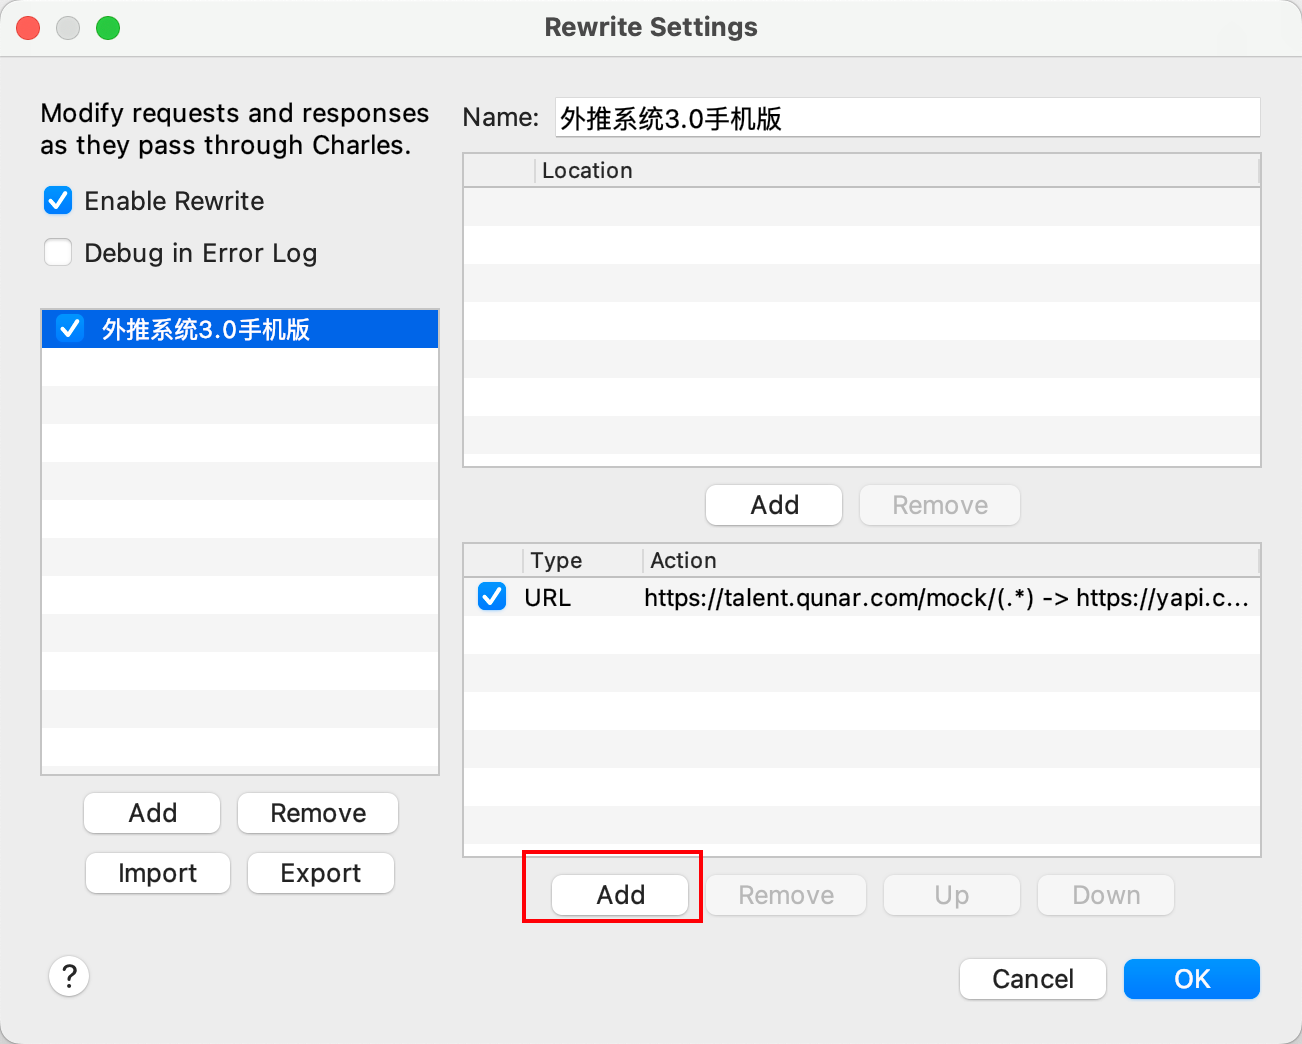 Rewrite Settings
Modify requests and responses
as they pass through Charles.
Enable Rewrite
Debug in Error Log
外推系统3.0手机版
Add
Remove
Import
Export
?
Name: 外推系统3.0手机版
Location
Add
Remove
Type Action
URL https://talent.qunar.com/mock/(.*) -> https://yapi.c...
Add
Remove
Up
Down
Cancel
OK